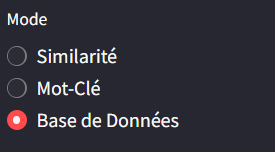 Mode
Similarité
Mot-Clé
Base de Données